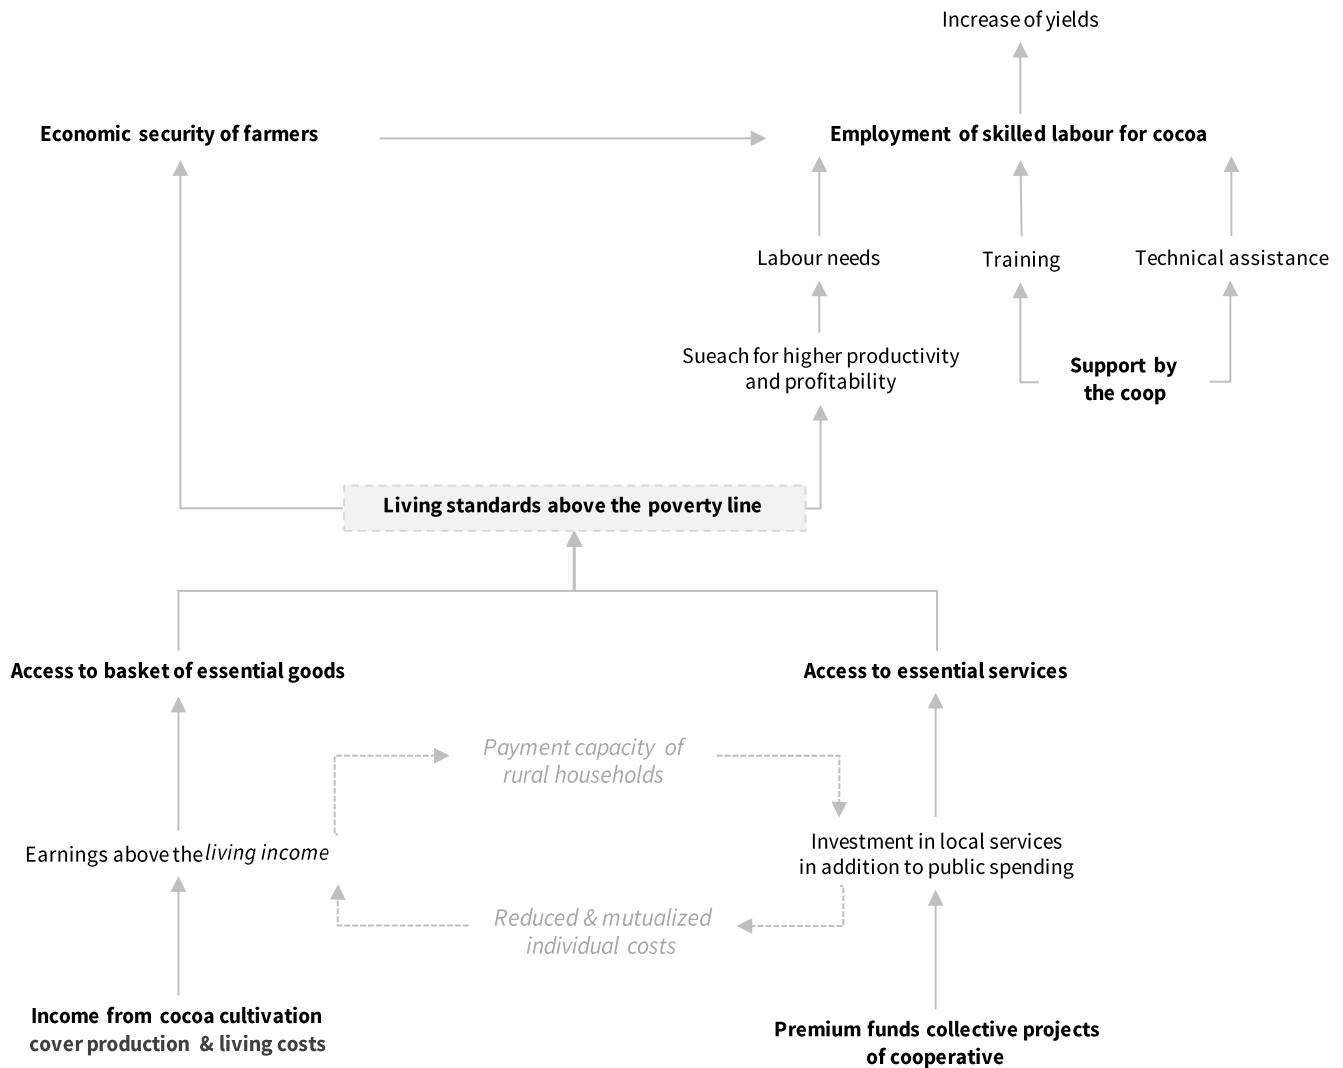 Increase of yields
Economic security of farmers
Employment of skilled labour for cocoa
Labour needs
Training
Technical assistance
Sueach for higher productivity
and profitability
Support by
the coop
Living standards above the poverty line
Access to basket of essential goods
Access to essential services
Payment capacity of
rural households
Earnings above the living income
Investment in local services
in addition to public spending
Reduced & mutualized
individual costs
Income from cocoa cultivation
cover production & living costs
Premium funds collective projects
of cooperative